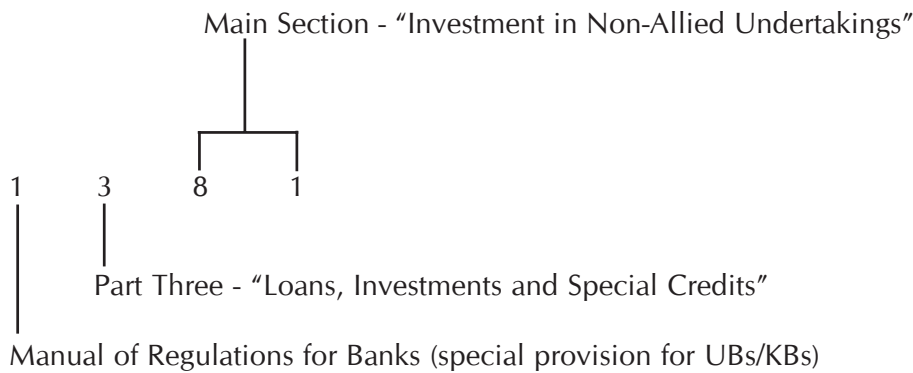 Main Section - “Investment in Non-Allied Undertakings”
1 3 8 1
Part Three - “Loans, Investments and Special Credits”
Manual of Regulations for Banks (special provision for UBs/KBs)